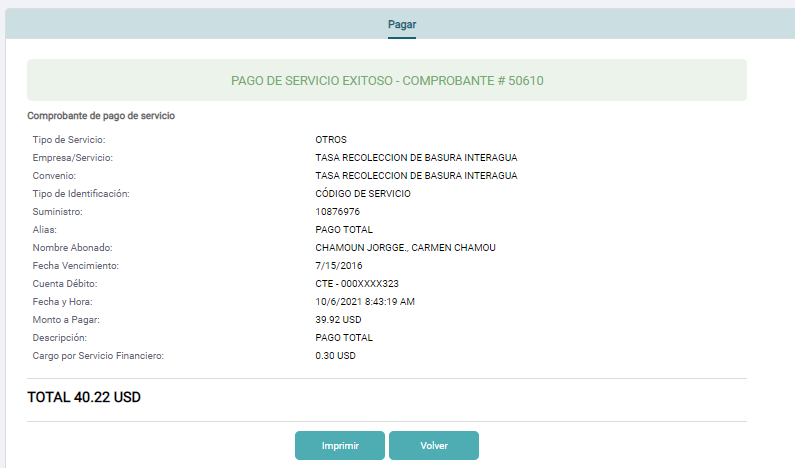 Pagar
PAGO DE SERVICIO EXITOSO - COMPROBANTE # 50610
Comprobante de pago de servicio
Tipo de Servicio: OTROS
Empresa/Servicio: TASA RECOLECCION DE BASURA INTERAGUA
Convenio: TASA RECOLECCION DE BASURA INTERAGUA
Tipo de Identificación: CÓDIGO DE SERVICIO
Suministro: 10876976
Alias: PAGO TOTAL
Nombre Abonado: CHAMOUN JORGGE., CARMEN CHAMOU
Fecha Vencimiento: 7/15/2016
Cuenta Débito: CTE - 000XXXX323
Fecha y Hora: 10/6/2021 8:43:19 AM
Monto a Pagar: 39.92 USD
Descripción: PAGO TOTAL
Cargo por Servicio Financiero: 0.30 USD
TOTAL 40.22 USD
Imprimir Volver